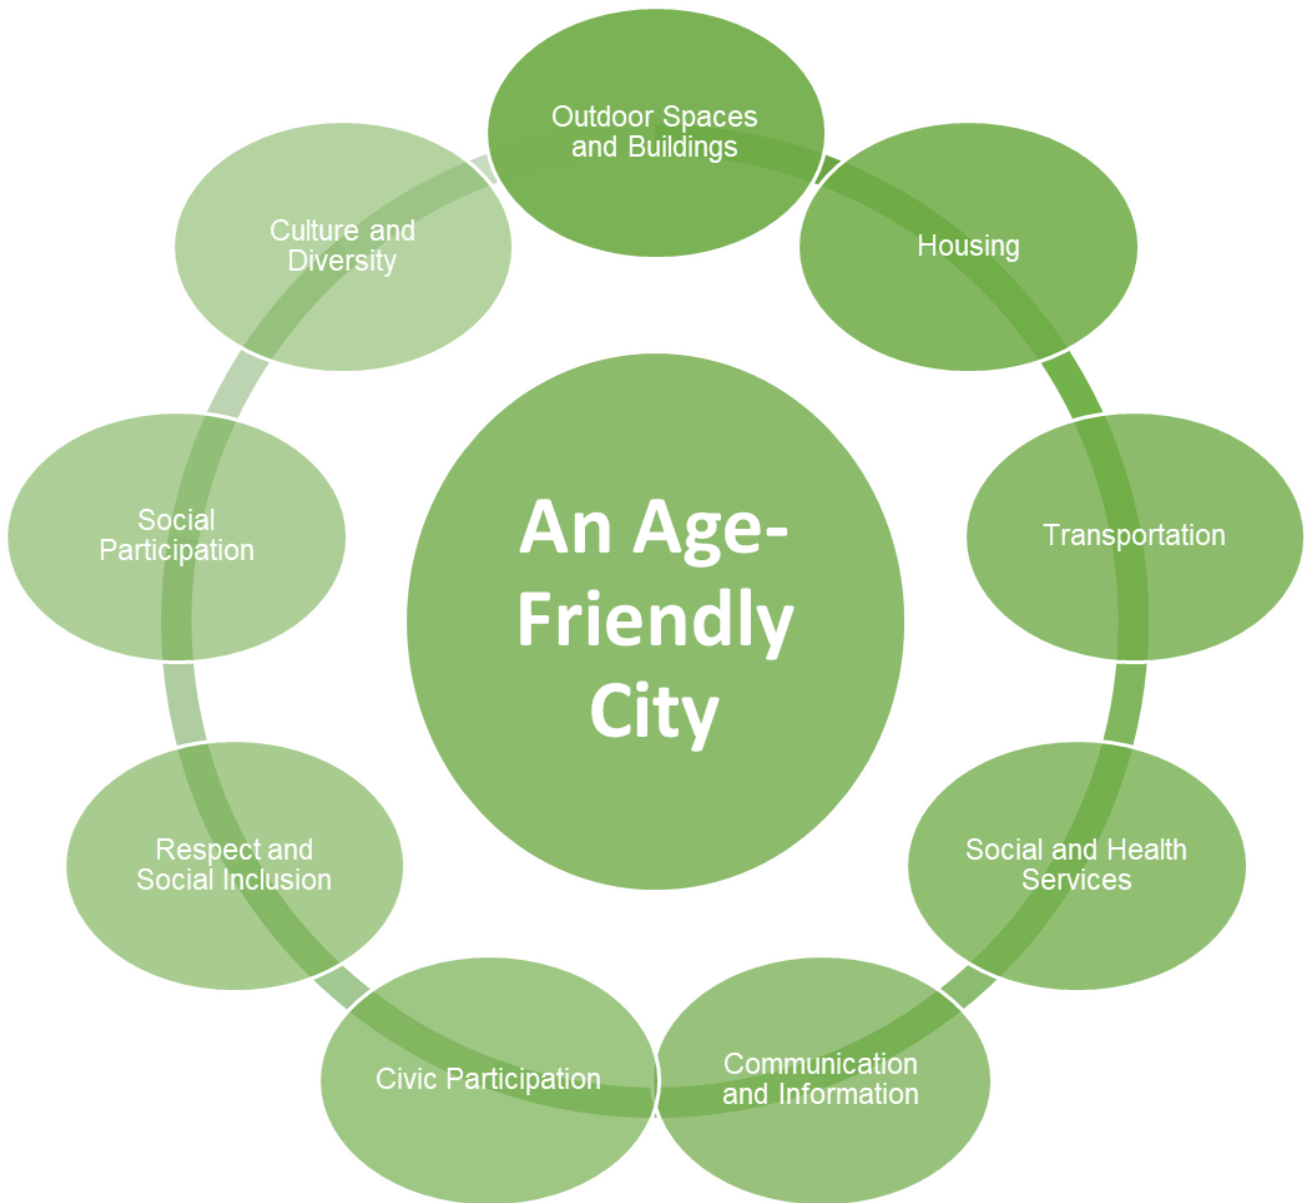 Outdoor Spaces
and Buildings
Housing
Transportation
Social and Health
Services
Communication
and Information
Civic Participation
Respect and
Social Inclusion
Social
Participation
Culture and
Diversity
An Age-
Friendly
City